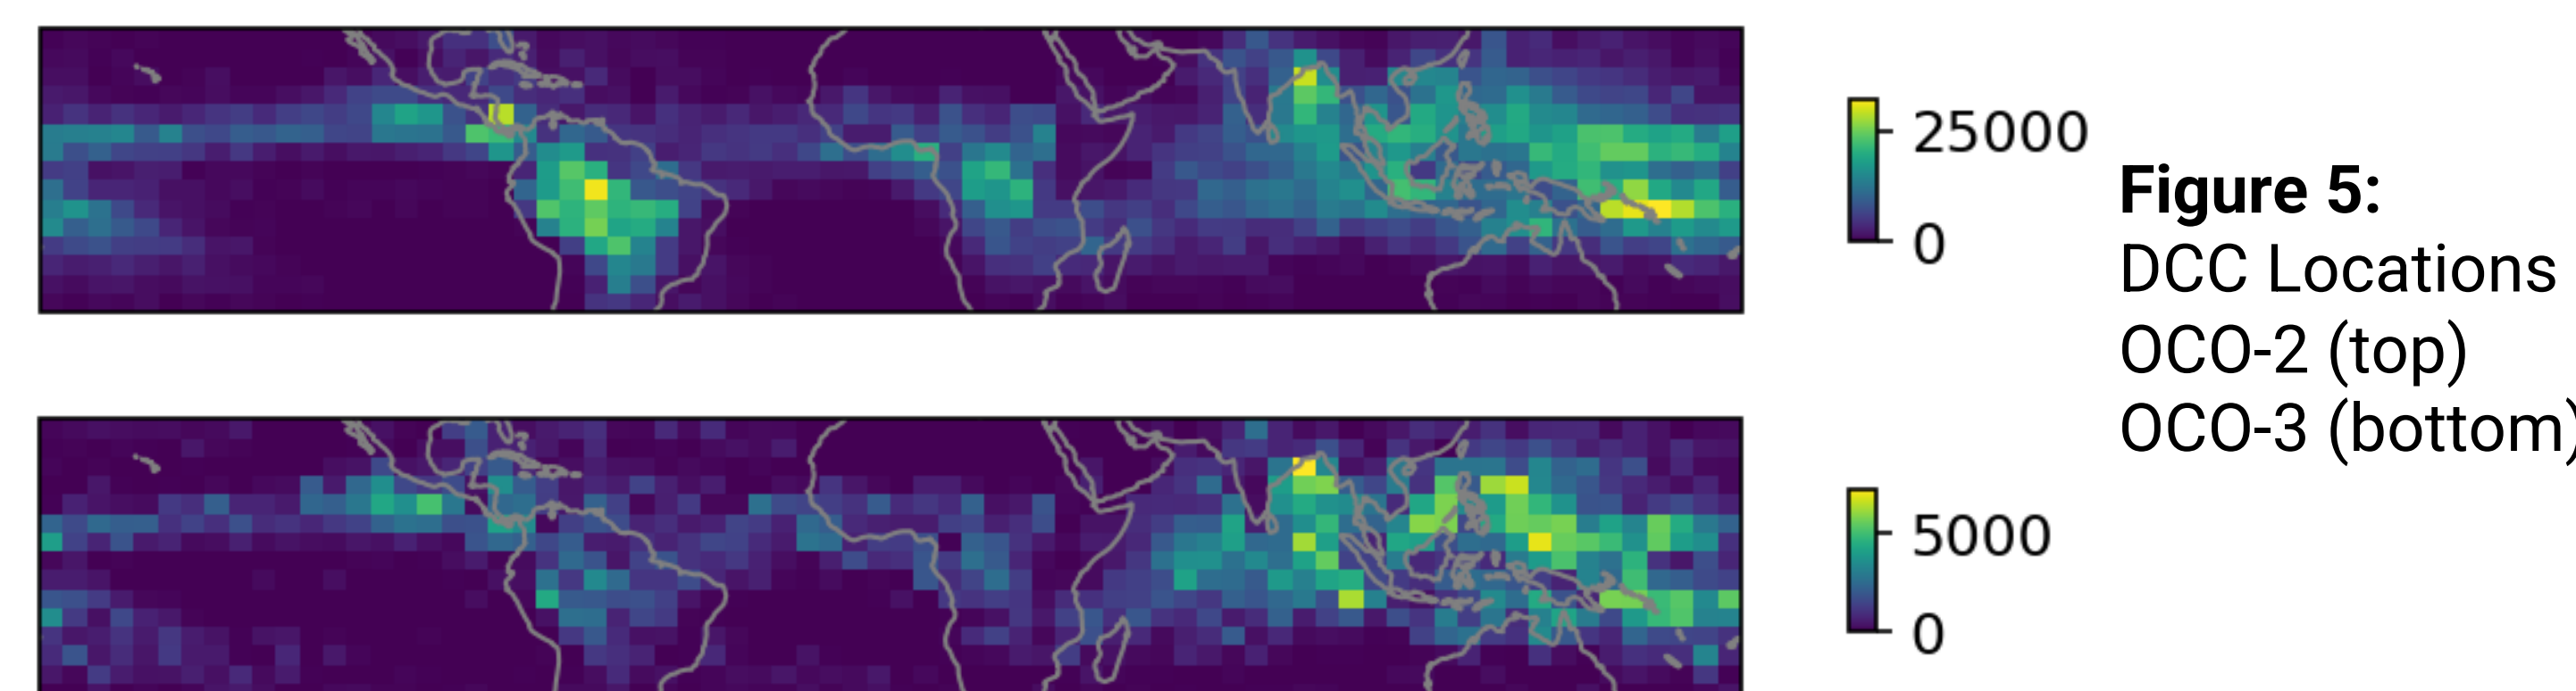 25000
0
Figure 5:
DCC Locations
OCO-2 (top)
OCO-3 (bottom)
5000
0